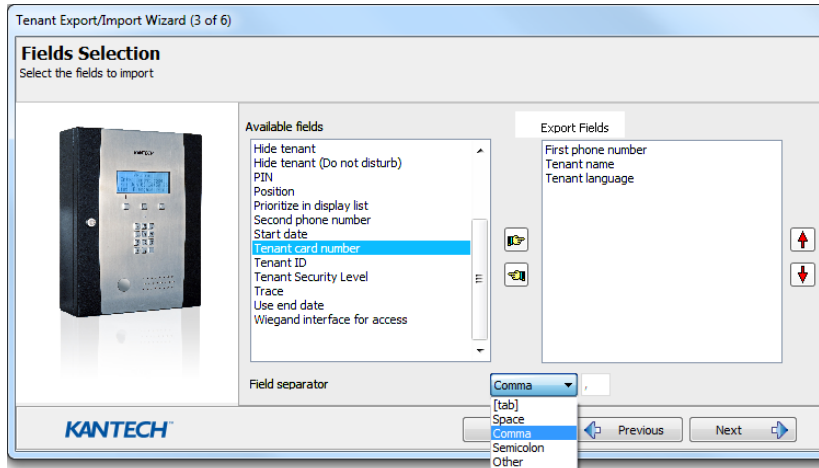 Tenant Export/Import Wizard (3 of 6)
Fields Selection
Select the fields to import
Available fields
Hide tenant
Hide tenant (Do not disturb)
PIN
Position
Prioritize in display list
Second phone number
Start date
Tenant card number
Tenant ID
Tenant Security Level
Trace
Use end date
Wiegand interface for access
Export Fields
First phone number
Tenant name
Tenant language
Field separator
Comma
,
[tab]
Space
Comma
Semicolon
Other
KANTECH
Previous
Next